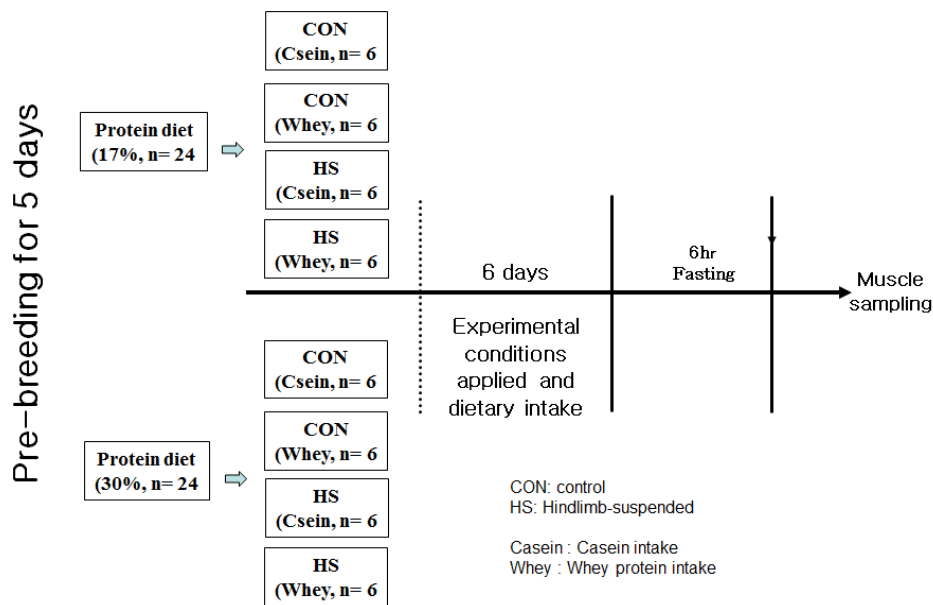 Pre-breeding for 5 days
Protein diet
(17%, n= 24
CON
(Csein, n= 6
CON
(Whey, n= 6
HS
(Csein, n= 6
HS
(Whey, n= 6
6 days
6hr
Fasting
Muscle
sampling
Experimental
conditions
applied and
dietary intake
Protein diet
(30%, n= 24
CON
(Csein, n= 6
CON
(Whey, n= 6
HS
(Csein, n= 6
HS
(Whey, n= 6
CON: control
HS: Hindlimb-suspended
Casein : Casein intake
Whey : Whey protein intake